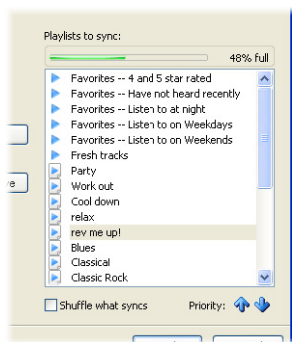 Playlists to sync:
48% full
Favorites -- 4 and 5 star rated
Favorites -- Have not heard recently
Favorites -- Listen to at night
Favorites -- Listen to on Weekdays
Favorites -- Listen to on Weekends
Fresh tracks
Party
Work out
Cool down
relax
rev me up!
Blues
Classical
Classic Rock
Shuffle what syncs Priority: